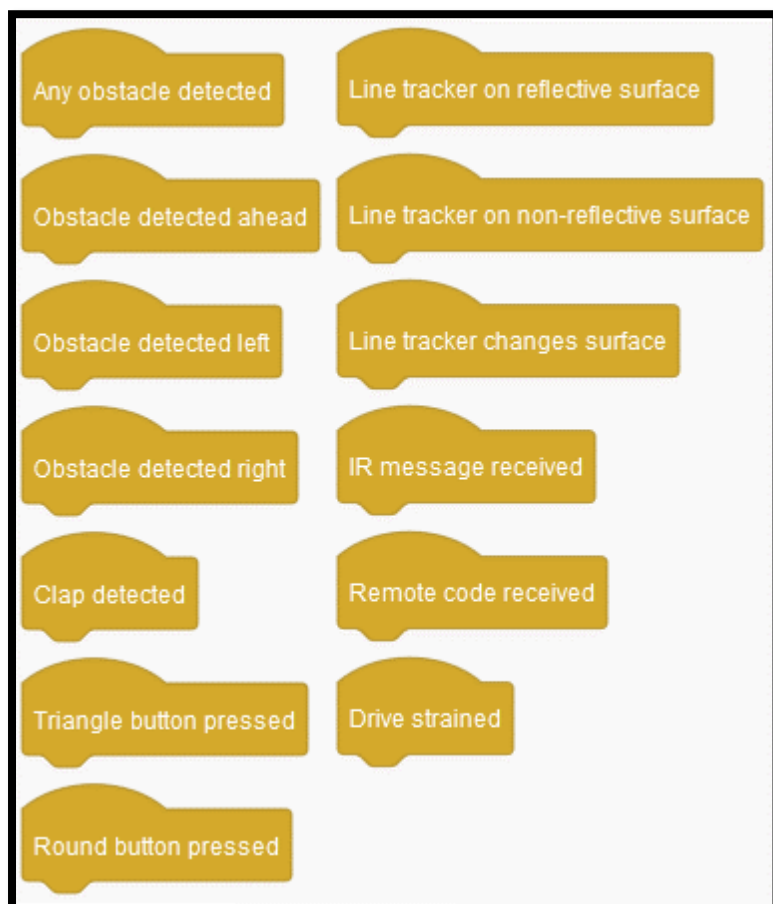 Any obstacle detected
Obstacle detected ahead
Obstacle detected left
Obstacle detected right
Clap detected
Triangle button pressed
Round button pressed
Line tracker on reflective surface
Line tracker on non-reflective surface
Line tracker changes surface
IR message received
Remote code received
Drive strained